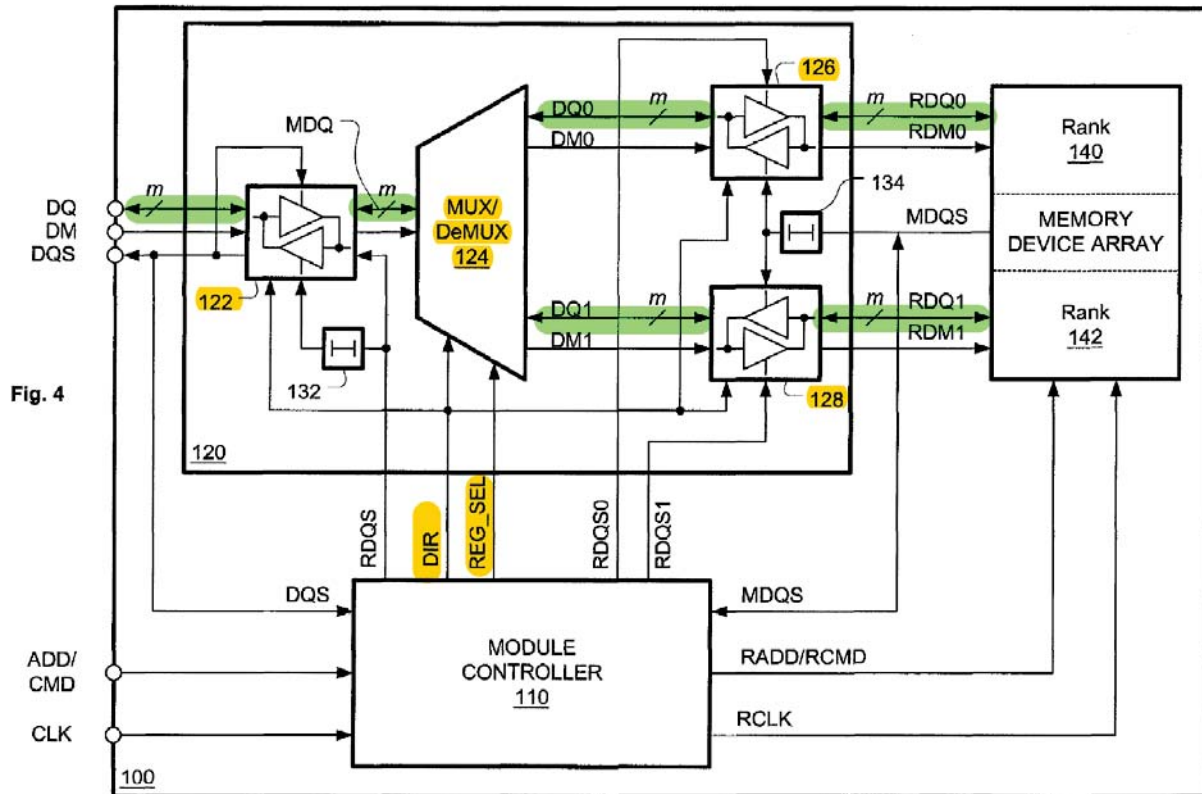 126
m
DQ0
DM0
m
RDQ0
RDM0
Rank
140
MDQ
134
MDQS
m
m
DQ
DM
DQS
MUX/
DeMUX
124
MEMORY
DEVICE ARRAY
122
DQ1
m
DM1
m
RDQ1
RDM1
Rank
142
132
128
Fig. 4
120
RDQS
DIR
REG_SEL
RDQS0
RDQS1
DQS
MDQS
ADD/
CMD
MODULE
CONTROLLER
110
RADD/RCMD
CLK
RCLK
100